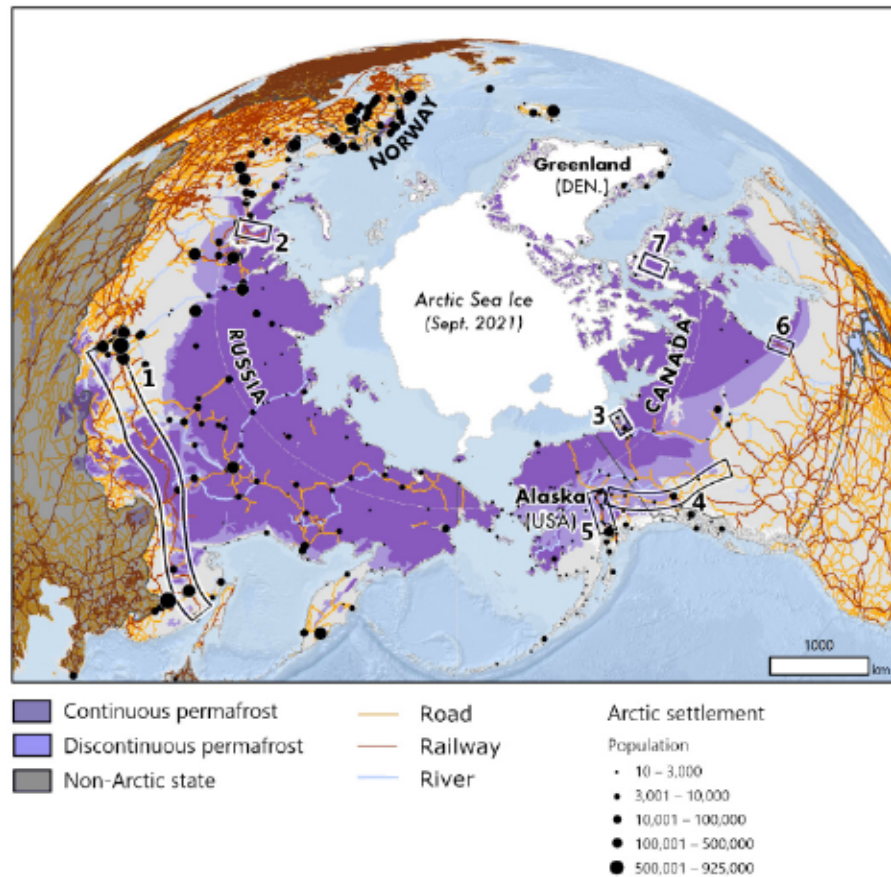 NORWAY
Greenland
(DEN.)
2
7
Arctic Sea Ice
(Sept. 2021)
RUSSIA
CANADA
6
1
3
Alaska
(USA)
4
5
1000
km
Continuous permafrost
Discontinuous permafrost
Non-Arctic state
Road
Railway
River
Arctic settlement
Population
10 – 3,000
3,001 – 10,000
10,001 – 100,000
100,001 – 500,000
500,001 – 925,000